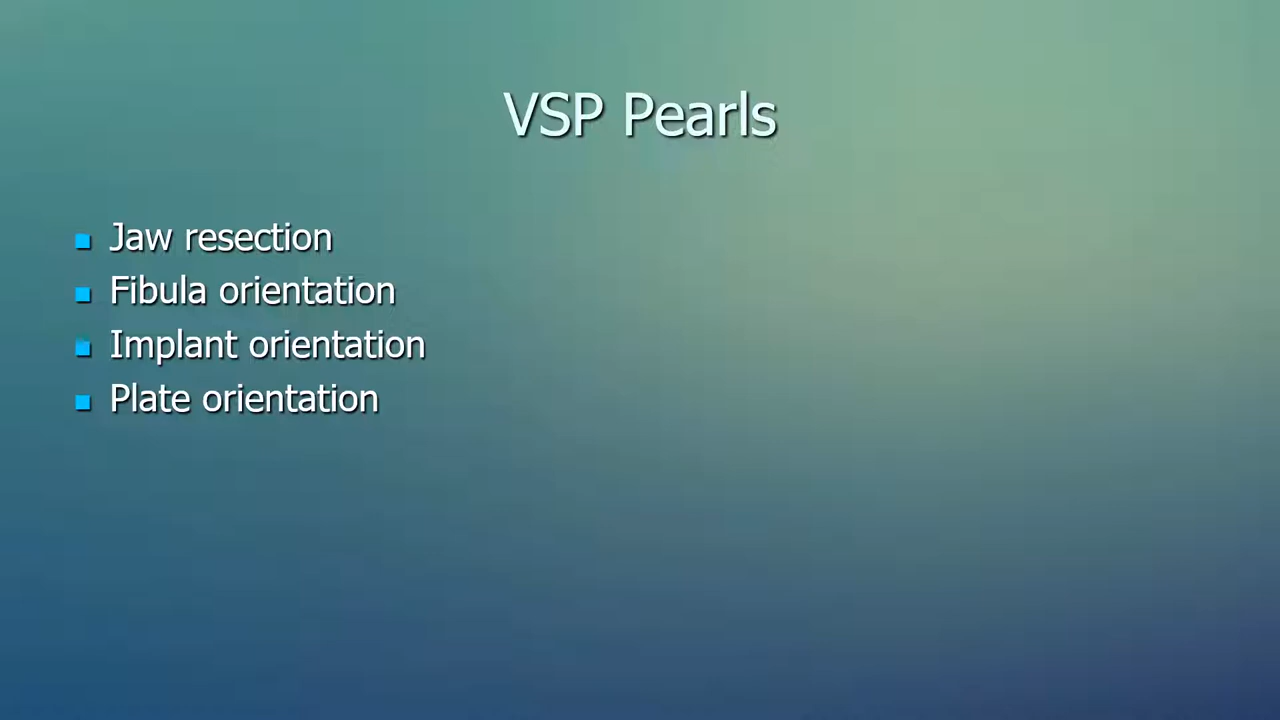 VSP Pearls
Jaw resection
Fibula orientation
Implant orientation
Plate orientation